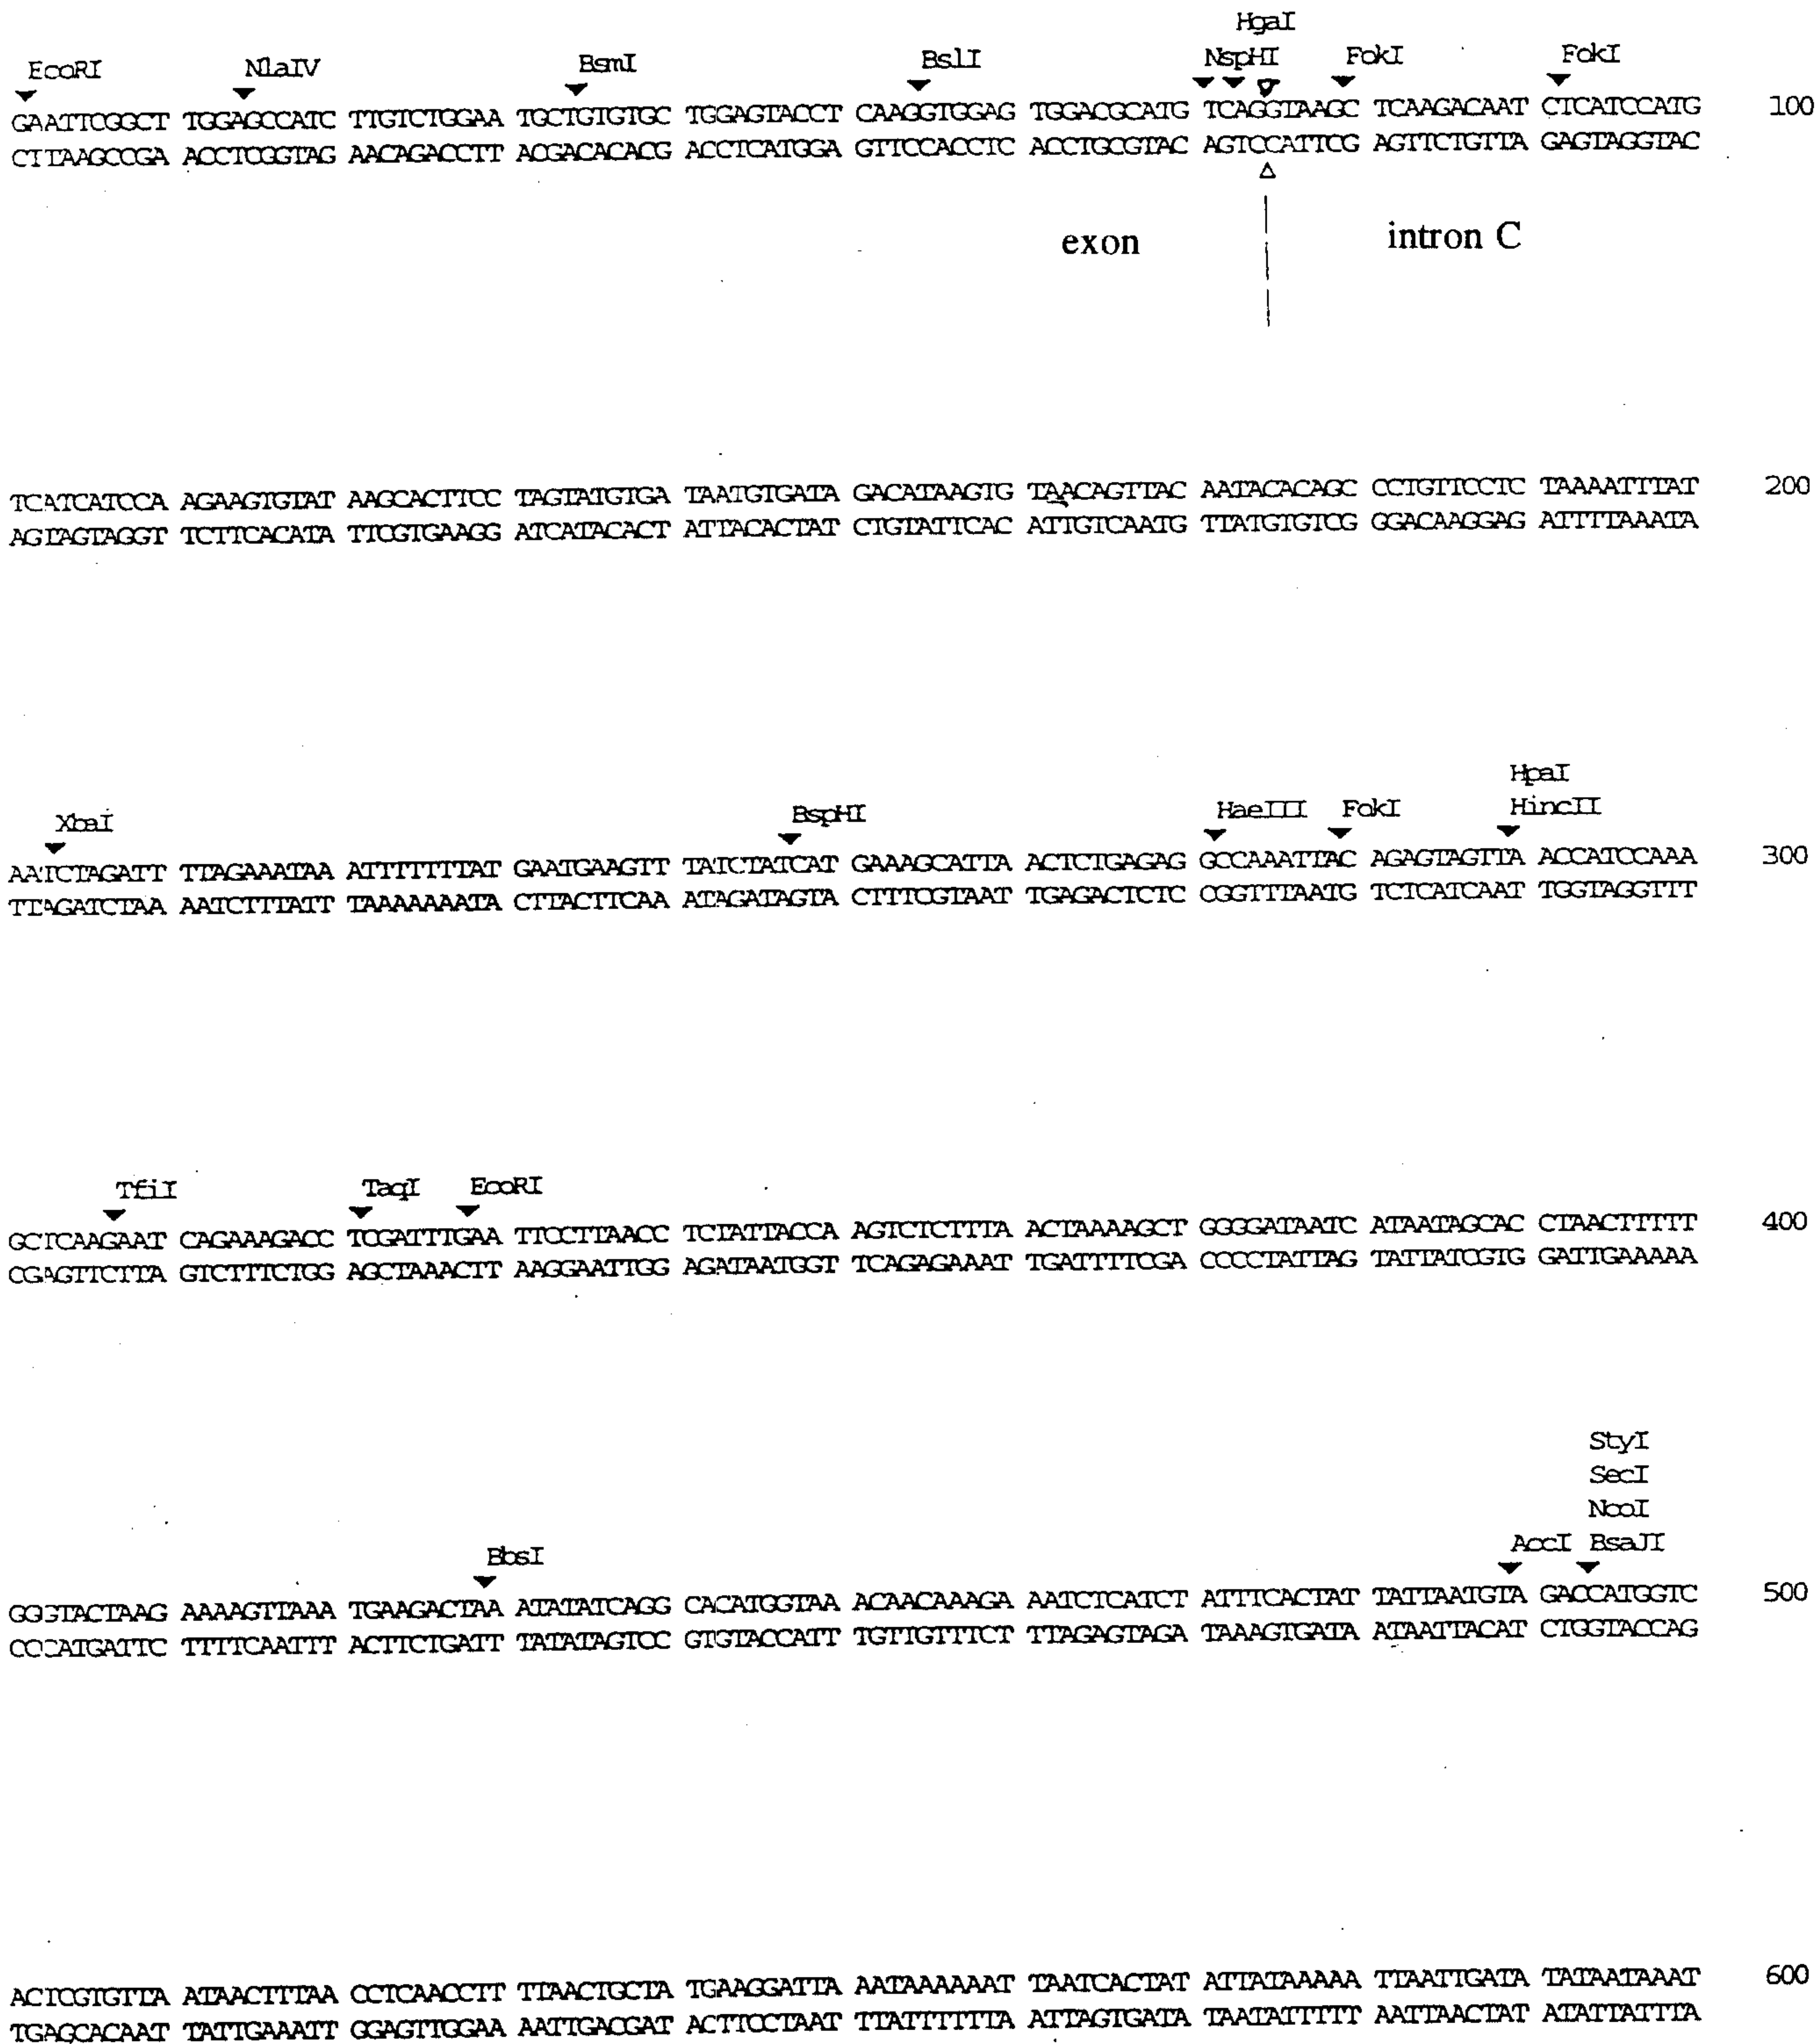 HgaI
EcoRI NlaIV BsmI BslI NspHI FokI FokI
GAATTCGGCT TGGAGCCATC TTGTCTGGAA TGCTGTGTGC TGGAGTACCT CAAGGTGGAG TGGACGCATG TCAGGTAAGC TCAAGACAAT CTCATCCATG 100
CTTAAGCCGA ACCTCGGTAG AACAGACCTT ACGACACACG ACCTCATGGA GTTCCACCTC ACCTGCGTAC AGTCCATTCG AGTTCTGTTA GAGTAGGTAC
exon intron C
TCATCATCCA AGAAGTGTAT AAGCACTTCC TAGTATGTGA TAATGTGATA GACATAAGTG TAACAGTTAC AATACACAGC CCTGTTCCTC TAAAATTTAT 200
AGTAGTAGGT TCTTCACATA TTCGTGAAGG ATCATACACT ATTACACTAT CTGTATTCAC ATTGTCAATG TTATGTGTCG GGACAAGGAG ATTTTAAATA
HpaI
XbaI BspHI HaeIII FokI HincII
AATCTAGATT TTAGAAATAA ATTTTTTTAT GAATGAAGTT TATCTATCAT GAAAGCATTA ACTCTGAGAG GCCAAATTAC AGAGTAGTTA ACCATCCAAA 300
TTAGATCTAA AATCTTTATT TAAAAAAATA CTTACTTCAA ATAGATAGTA CTTTCGTAAT TGAGACTCTC CGGTTTAATG TCTCATCAAT TGGTAGGTTT
TfiI TaqI EcoRI
GCTCAAGAAT CAGAAAGACC TCGATTTGAA TTCCTTAACC TCTATTACCA AGTCTCTTTA ACTAAAAGCT GGGGATAATC ATAATAGCAC CTAACTTTTT 400
CGAGTTCTTA GTCTTTCTGG AGCTAAACTT AAGGAATTGG AGATAATGGT TCAGAGAAAT TGATTTTCGA CCCCTATTAG TATTATCGTG GATTGAAAAA
StyI
SecI
NcoI
BbsI AccI BsaJI
GGGTACTAAG AAAAGTTAAA TGAAGACTAA ATATATCAGG CACATGGTAA ACAACAAAGA AATCTCATCT ATTTCACTAT TATTAATGTA GACCATGGTC 500
CCCATGATTC TTTTCAATTT ACTTCTGATT TATATAGTCC GTGTACCATT TGTTGTTTCT TTAGAGTAGA TAAAGTGATA ATAATTACAT CTGGTACCAG
ACTCGTGTTA ATAACTTTAA CCTCAACCTT TTAACTGCTA TGAAGGATTA AATAAAAAAT TAATCACTAT ATTATAAAAA TTAATTGATA TATAATAAAT 600
TGAGCACAAT TATTGAAATT GGAGTTGGAA AATTGACGAT ACTTCCTAAT TTATTTTTTA ATTAGTGATA TAATATTTTT AATTAACTAT ATATTATTTA